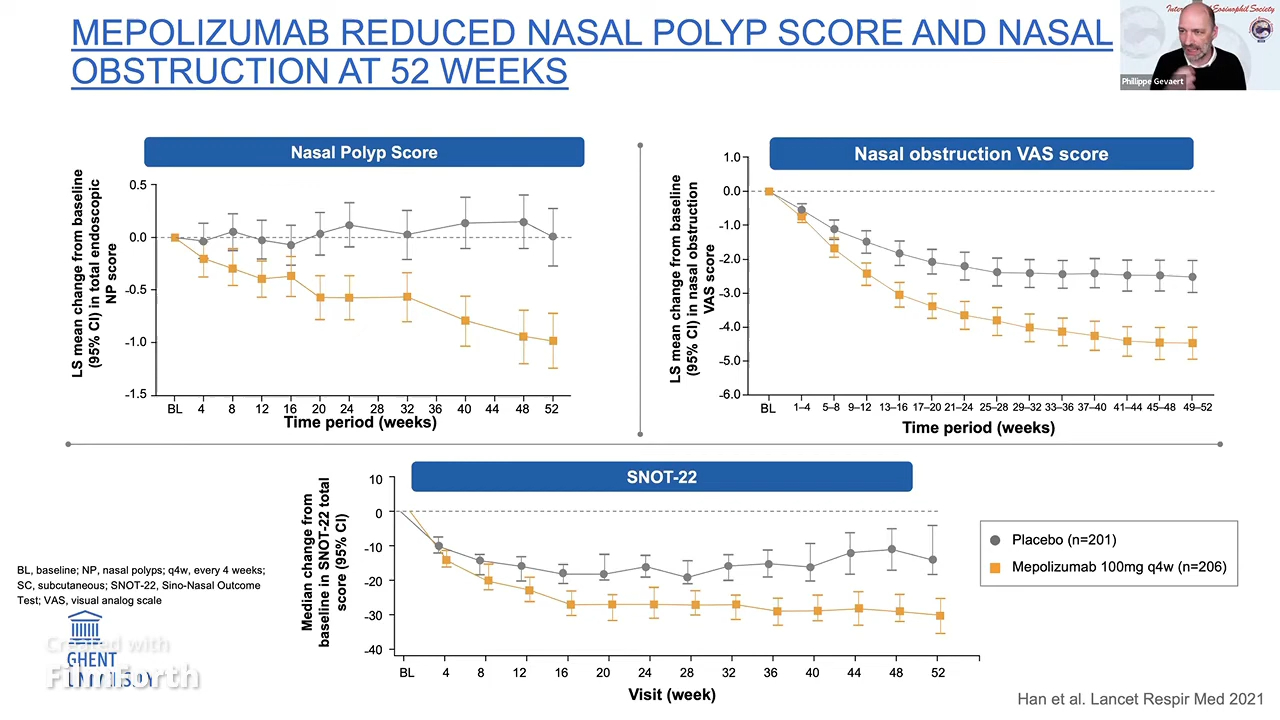 MEPOLIZUMAB REDUCED NASAL POLYP SCORE AND NASAL
OBSTRUCTION AT 52 WEEKS
Eosinophil Society
Philippe Gevaert
Nasal Polyp Score
LS mean change from baseline
(95% CI) in total endoscopic
NP score
0.5
0.0
-0.5
-1.0
-1.5
BL 4 8 12 16 20 24 28 32 36 40 44 48 52
Time period (weeks)
Nasal obstruction VAS score
LS mean change from baseline
(95% CI) in nasal obstruction
VAS score
1.0
0.0
-1.0
-2.0
-3.0
-4.0
-5.0
-6.0
BL 1–4 5–8 9–12 13–16 17–20 21–24 25–28 29–32 33–36 37–40 41–44 45–48 49–52
Time period (weeks)
SNOT-22
Median change from
baseline in SNOT-22 total
score (95% CI)
10
0
-10
-20
-30
-40
BL 4 8 12 16 20 24 28 32 36 40 44 48 52
Visit (week)
Placebo (n=201)
Mepolizumab 100mg q4w (n=206)
BL, baseline; NP, nasal polyps; q4w, every 4 weeks;
SC, subcutaneous; SNOT-22, Sino-Nasal Outcome
Test; VAS, visual analog scale
GHENT
Created with
Filmforth
Han et al. Lancet Respir Med 2021